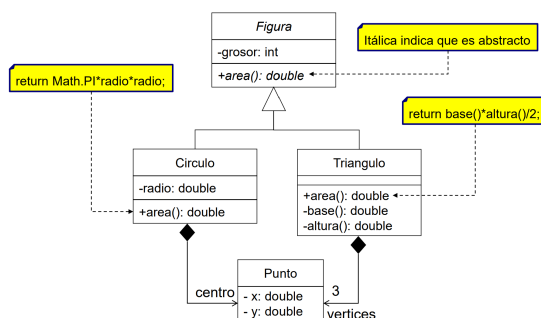 Figura
-grosor: int
+area(): double
Itálica indica que es abstracto
return Math.PI*radio*radio;
return base()*altura()/2;
Circulo
-radio: double
+area(): double
Triangulo
+area(): double
-base(): double
-altura(): double
centro
Punto
- x: double
- y: double
3
vertices